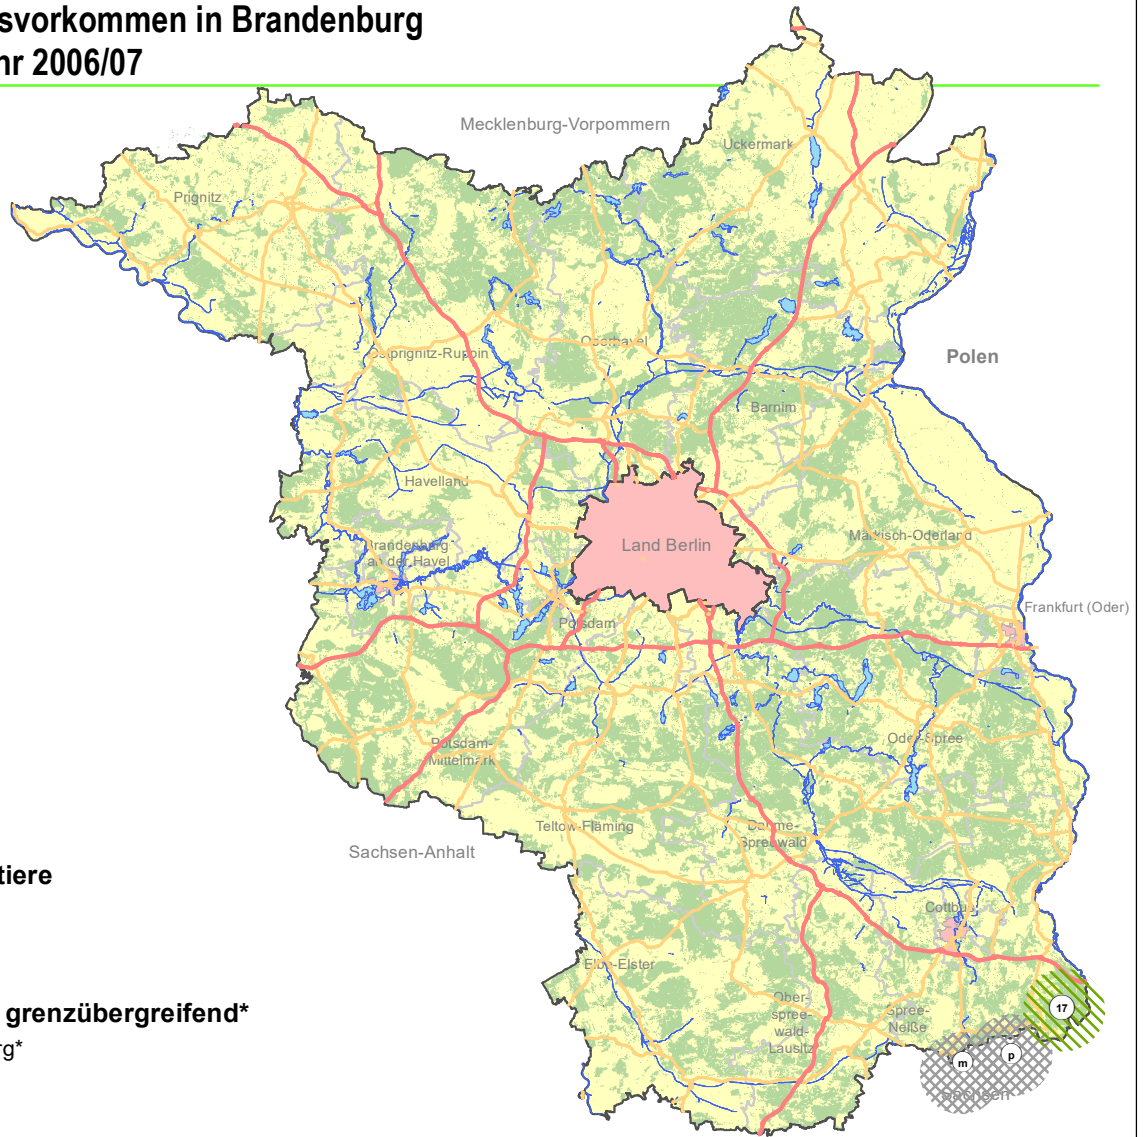 svorkommen in Brandenburg
hr 2006/07
Mecklenburg-Vorpommern
Uckermark
Prignitz
Polen
Ostprignitz-Ruppin
Oberhavel
Barnim
Havelland
Land Berlin
Märkisch-Oderland
Brandenburg
an der Havel
Frankfurt (Oder)
Potsdam
Oder-Spree
Potsdam-
Mittelmark
Teltow-Fläming
Dahme-
Spreewald
Sachsen-Anhalt
tiere
Cottbus
Elbe-Elster
Ober-
spree-
wald-
Lausitz
Spree-
Neiße
17
grenzübergreifend*
rg*
m
p
Sachsen